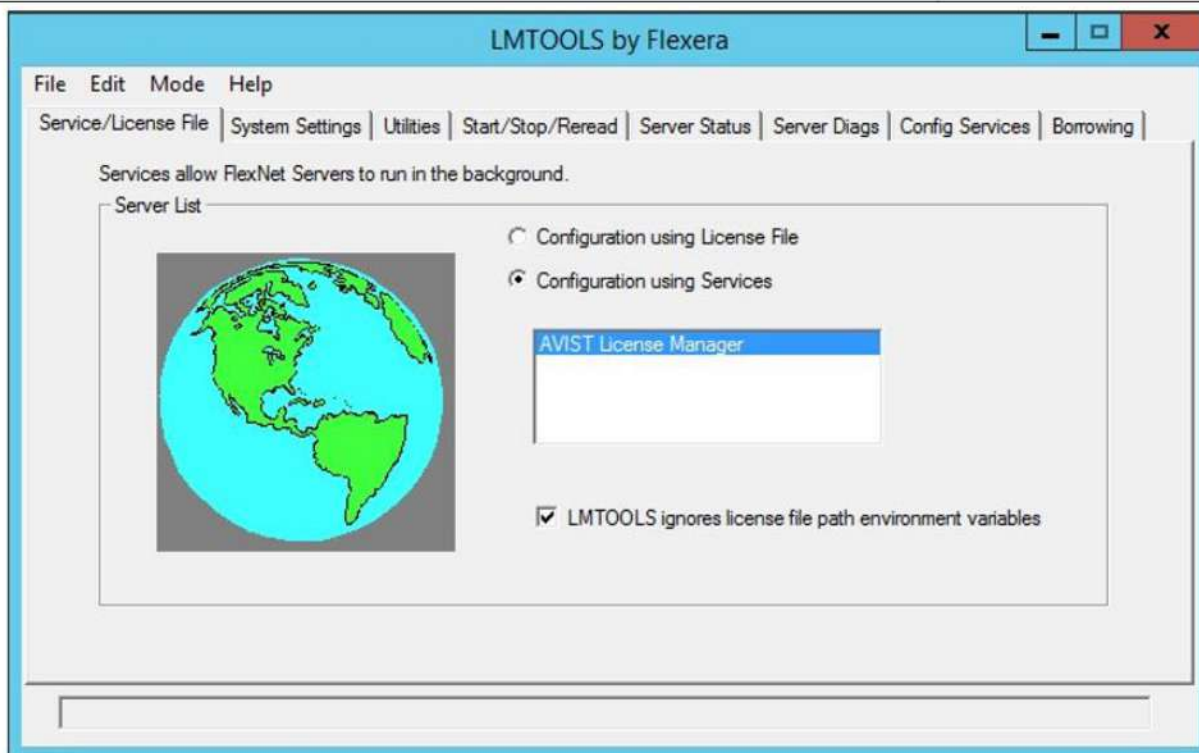 LMTOOLS by Flexera
File Edit Mode Help
Service/License File System Settings Utilities Start/Stop/Reread Server Status Server Diags Config Services Borrowing
Services allow FlexNet Servers to run in the background.
Server List
Configuration using License File
Configuration using Services
AVIST License Manager
LMTOOLS ignores license file path environment variables